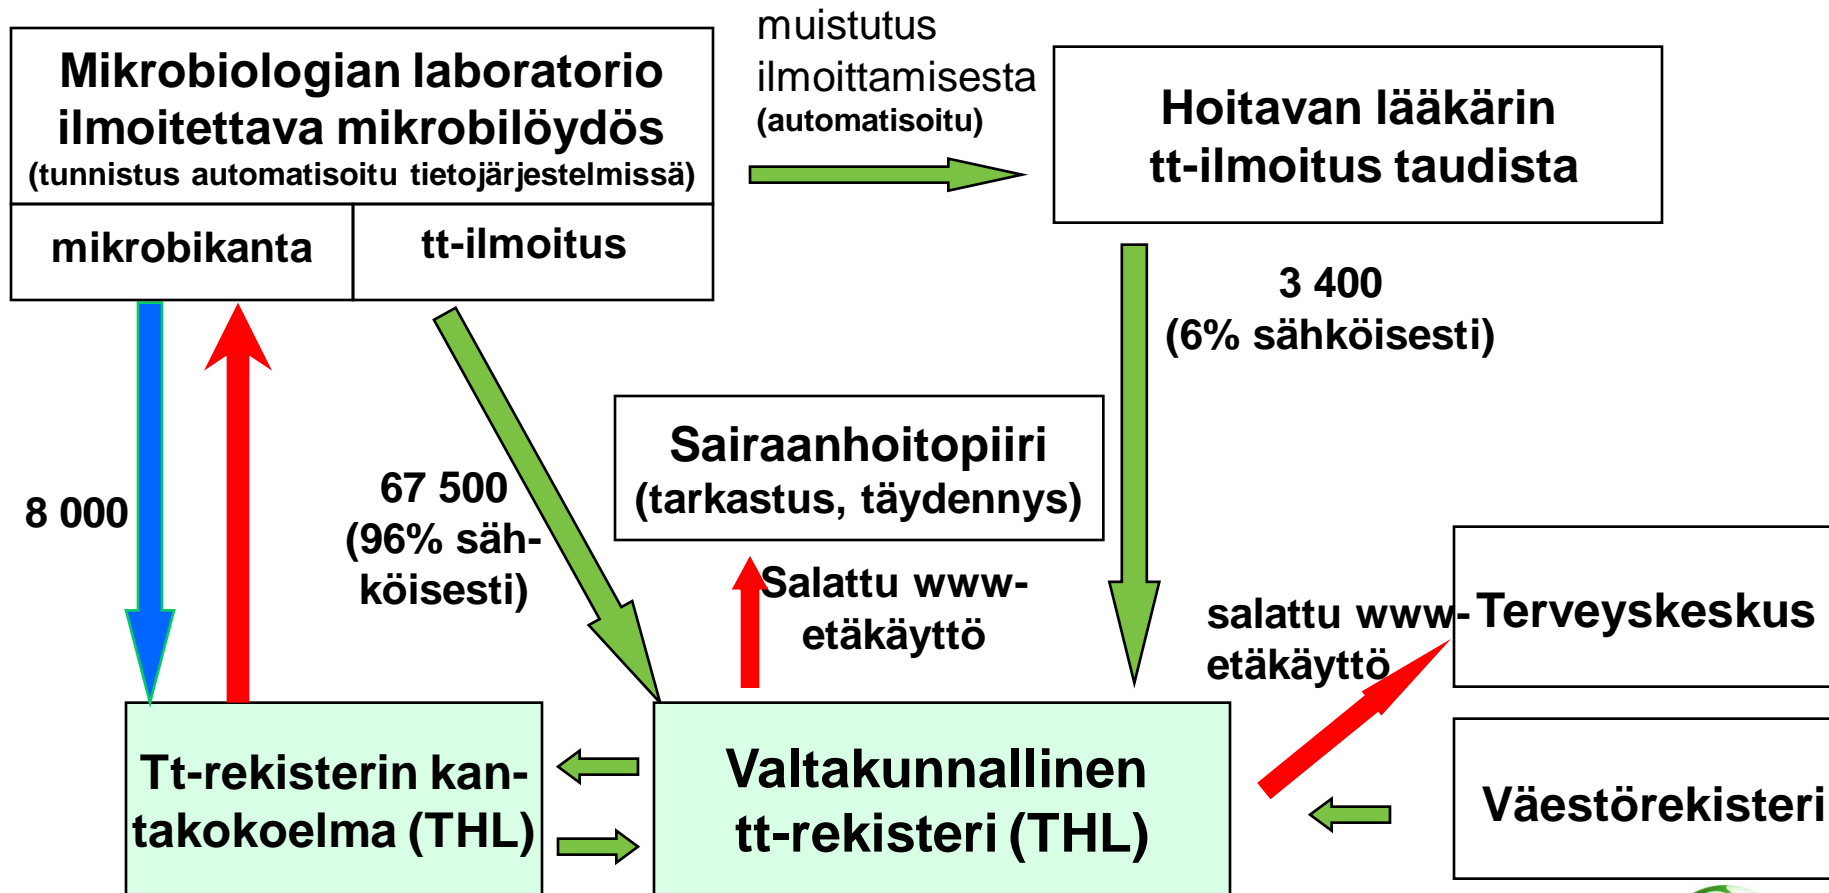 muistutus
ilmoittamisesta
(automatisoitu)
Mikrobiologian laboratorio
ilmoitettava mikrobilöydös
(tunnistus automatisoitu tietojärjestelmissä)
mikrobikanta
tt-ilmoitus
Hoitavan lääkärin
tt-ilmoitus taudista
3 400
(6% sähköisesti)
8 000
67 500
(96% säh-
köisesti)
Sairaanhoitopiiri
(tarkastus, täydennys)
Salattu www-
etäkäyttö
salattu www-
etäkäyttö
Terveyskeskus
Tt-rekisterin kan-
takokoelma (THL)
Valtakunnallinen
tt-rekisteri (THL)
Väestörekisteri